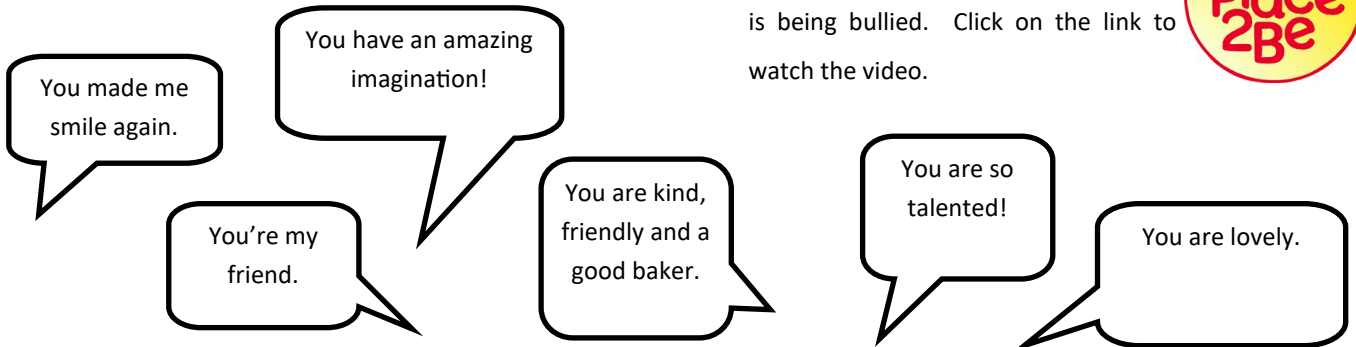 is being bullied. Click on the link to
watch the video.
Place
2Be
You have an amazing
imagination!
You made me
smile again.
You are kind,
friendly and a
good baker.
You're my
friend.
You are so
talented!
You are lovely.